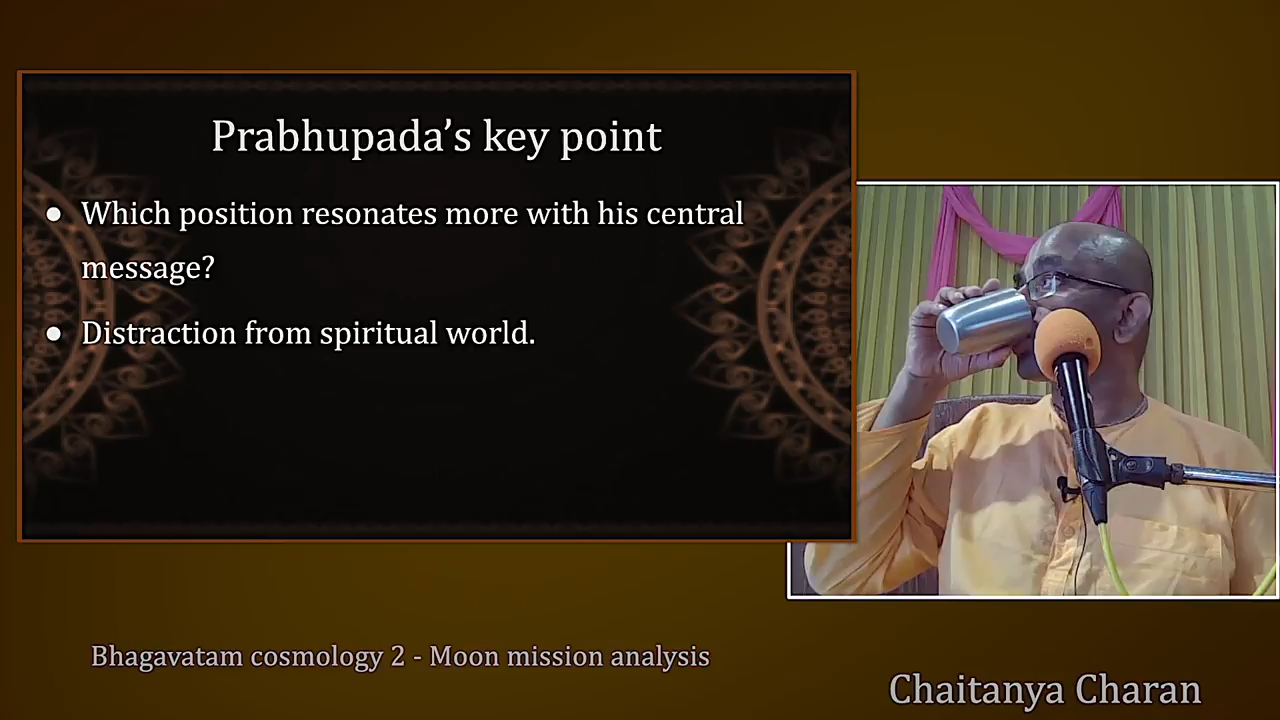 Prabhupada’s key point
● Which position resonates more with his central
message?
● Distraction from spiritual world.
Bhagavatam cosmology 2 - Moon mission analysis
Chaitanya Charan